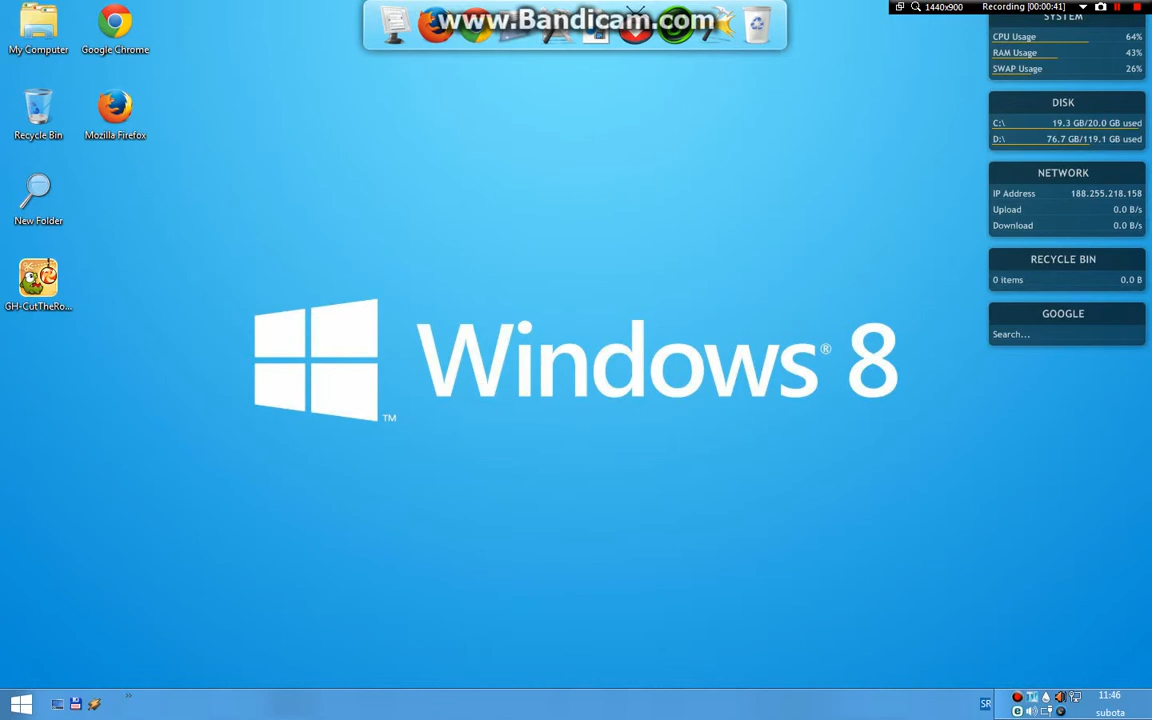 My Computer
Google Chrome
www.Bandicam.com
1440x900
Recording [00:00:41]
SYSTEM
CPU Usage 64%
RAM Usage 43%
SWAP Usage 26%
DISK
C:\ 19.3 GB/20.0 GB used
D:\ 76.7 GB/119.1 GB used
NETWORK
IP Address 188.255.218.158
Upload 0.0 B/s
Download 0.0 B/s
RECYCLE BIN
0 items 0.0 B
GOOGLE
Search...
Recycle Bin
Mozilla Firefox
New Folder
GH-CutTheRo...
Windows® 8
TM
SR
11:46
subota